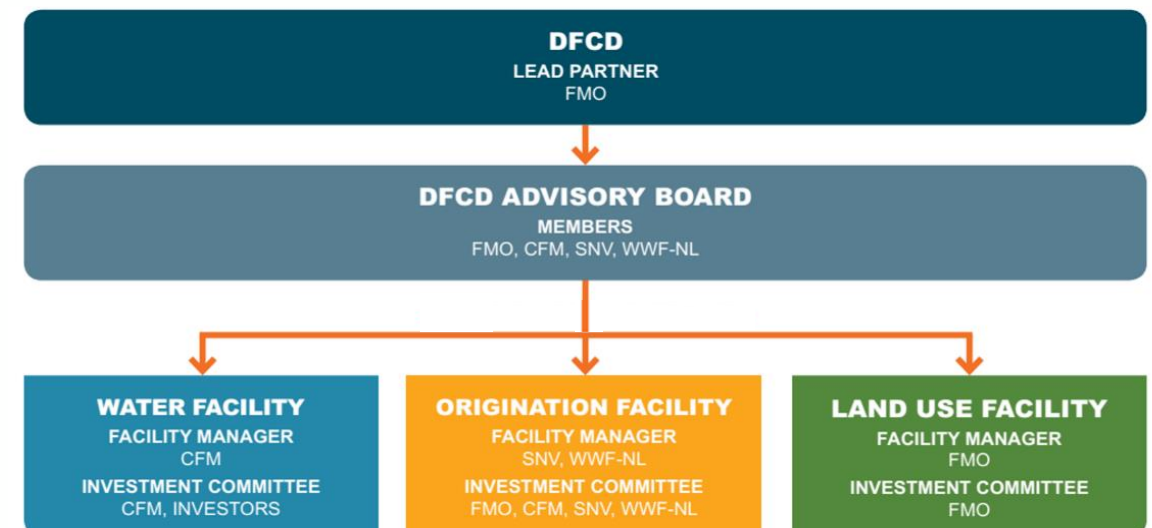 DFCD
LEAD PARTNER
FMO
DFCD ADVISORY BOARD
MEMBERS
FMO, CFM, SNV, WWF-NL
WATER FACILITY
FACILITY MANAGER
CFM
INVESTMENT COMMITTEE
CFM, INVESTORS
ORIGINATION FACILITY
FACILITY MANAGER
SNV, WWF-NL
INVESTMENT COMMITTEE
FMO, CFM, SNV, WWF-NL
LAND USE FACILITY
FACILITY MANAGER
FMO
INVESTMENT COMMITTEE
FMO